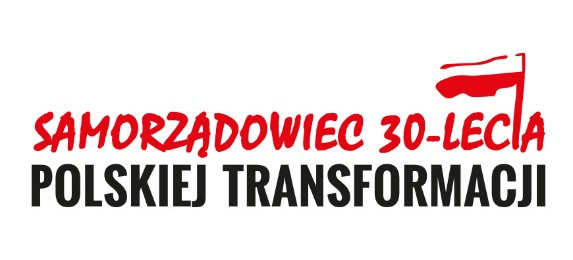 SAMORZĄDOWIEC 30-LECIA
POLSKIEJ TRANSFORMACJI